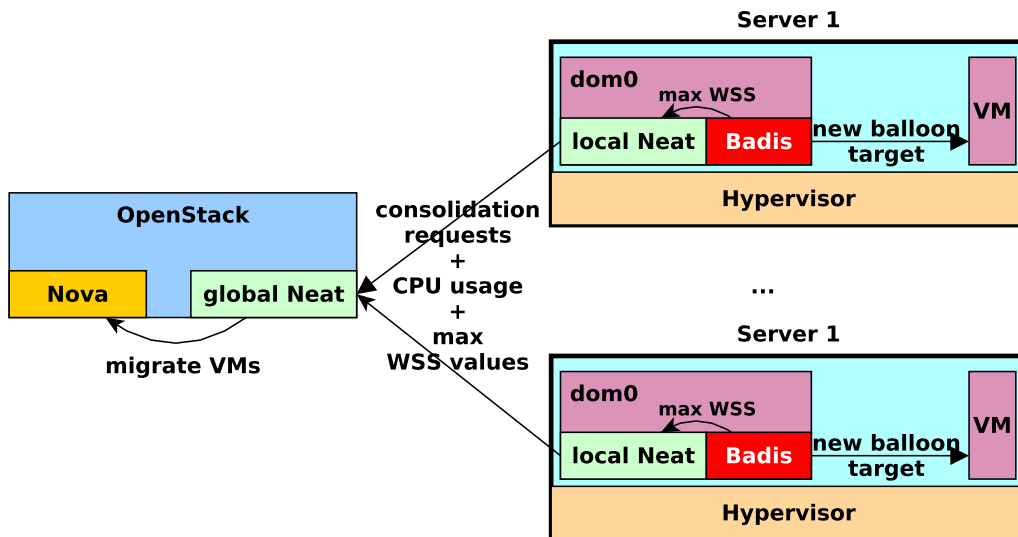 Server 1
dom0
max WSS
VM
local Neat
Badis
new balloon
target
Hypervisor
OpenStack
Nova
global Neat
migrate VMs
consolidation
requests
+
CPU usage
+
max
WSS values
...
Server 1
dom0
max WSS
VM
local Neat
Badis
new balloon
target
Hypervisor